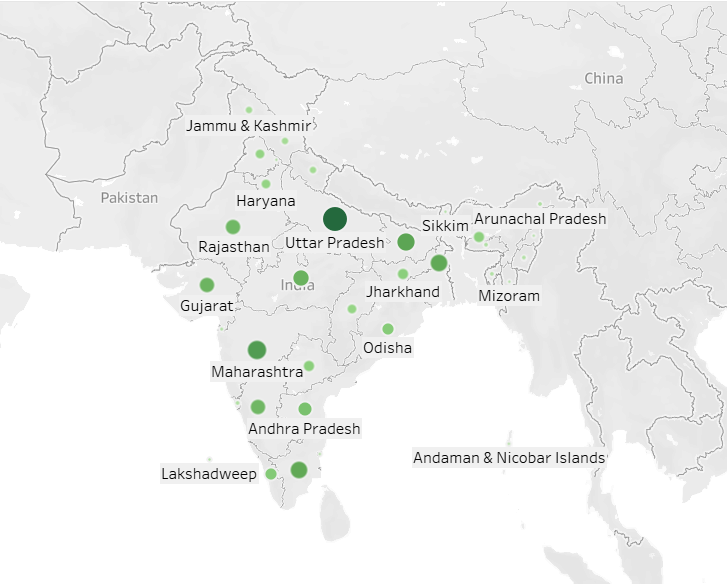 China
Jammu & Kashmir
Pakistan
Haryana
Sikkim
Arunachal Pradesh
Rajasthan
Uttar Pradesh
India
Jharkhand
Mizoram
Gujarat
Odisha
Maharashtra
Andhra Pradesh
Andaman & Nicobar Islands
Lakshadweep